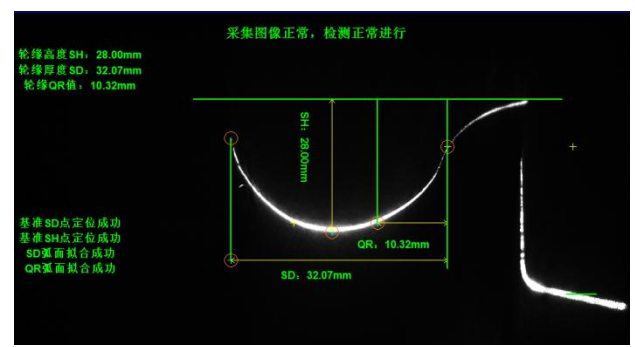 采集图像正常，检测正常进行
轮缘高度SH：28.00mm
轮缘厚度SD：32.07mm
轮缘QR值：10.32mm
SH：28.00mm
QR：10.32mm
SD：32.07mm
基准SD点定位成功
基准SH点定位成功
SD弧面拟合成功
QR弧面拟合成功